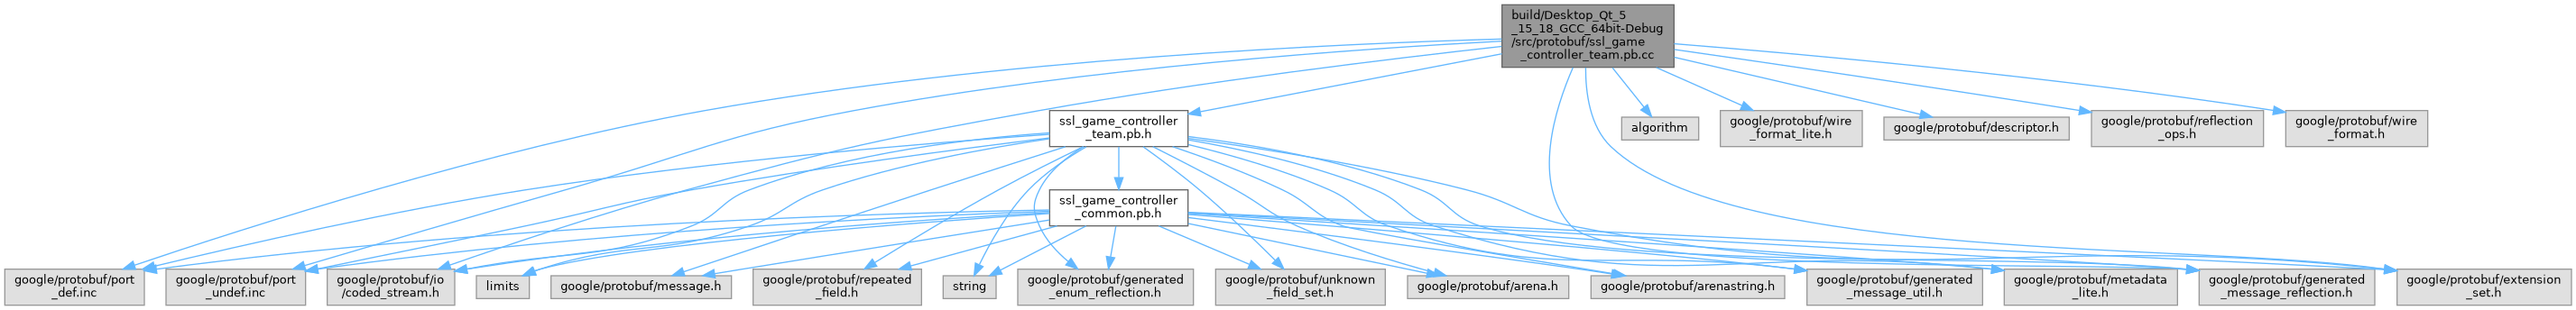 build/Desktop_Qt_5
_15_18_GCC_64bit-Debug
/src/protobuf/ssl_game
_controller_team.pb.cc
ssl_game_controller
_team.pb.h
algorithm
google/protobuf/wire
_format_lite.h
google/protobuf/descriptor.h
google/protobuf/reflection
_ops.h
google/protobuf/wire
_format.h
ssl_game_controller
_common.pb.h
google/protobuf/port
_def.inc
google/protobuf/port
_undef.inc
google/protobuf/io
/coded_stream.h
limits
google/protobuf/message.h
google/protobuf/repeated
_field.h
string
google/protobuf/generated
_enum_reflection.h
google/protobuf/unknown
_field_set.h
google/protobuf/arena.h
google/protobuf/arenastring.h
google/protobuf/generated
_message_util.h
google/protobuf/metadata
_lite.h
google/protobuf/generated
_message_reflection.h
google/protobuf/extension
_set.h